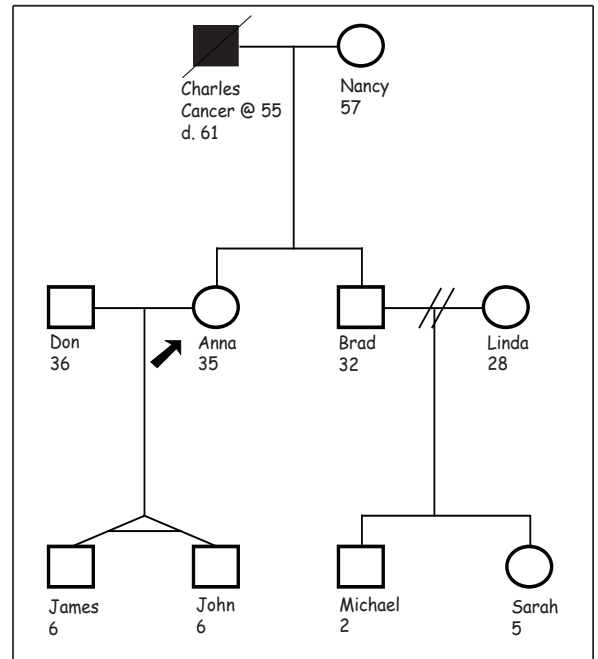 Charles
Cancer @ 55
d. 61
Nancy
57
Don
36
Anna
35
Brad
32
Linda
28
James
6
John
6
Michael
2
Sarah
5